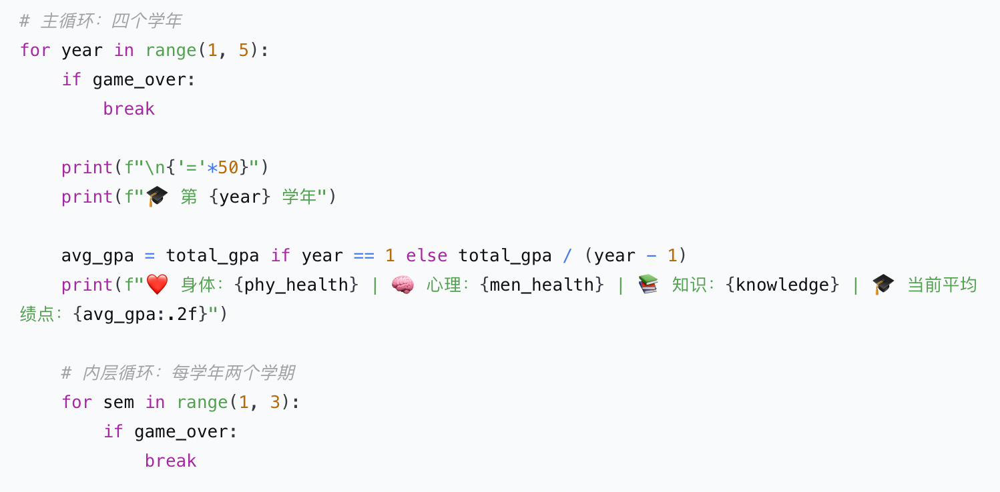 # 主循环：四个学年
for year in range(1, 5):
    if game_over:
        break

    print(f"\n{'='*50}")
    print(f"🎓 第 {year} 学年")

    avg_gpa = total_gpa if year == 1 else total_gpa / (year - 1)
    print(f"❤️ 身体：{phy_health} | 🧠 心理：{men_health} | 📚 知识：{knowledge} | 🎓 当前平均
绩点：{avg_gpa:.2f}")

    # 内层循环：每学年两个学期
    for sem in range(1, 3):
        if game_over:
            break